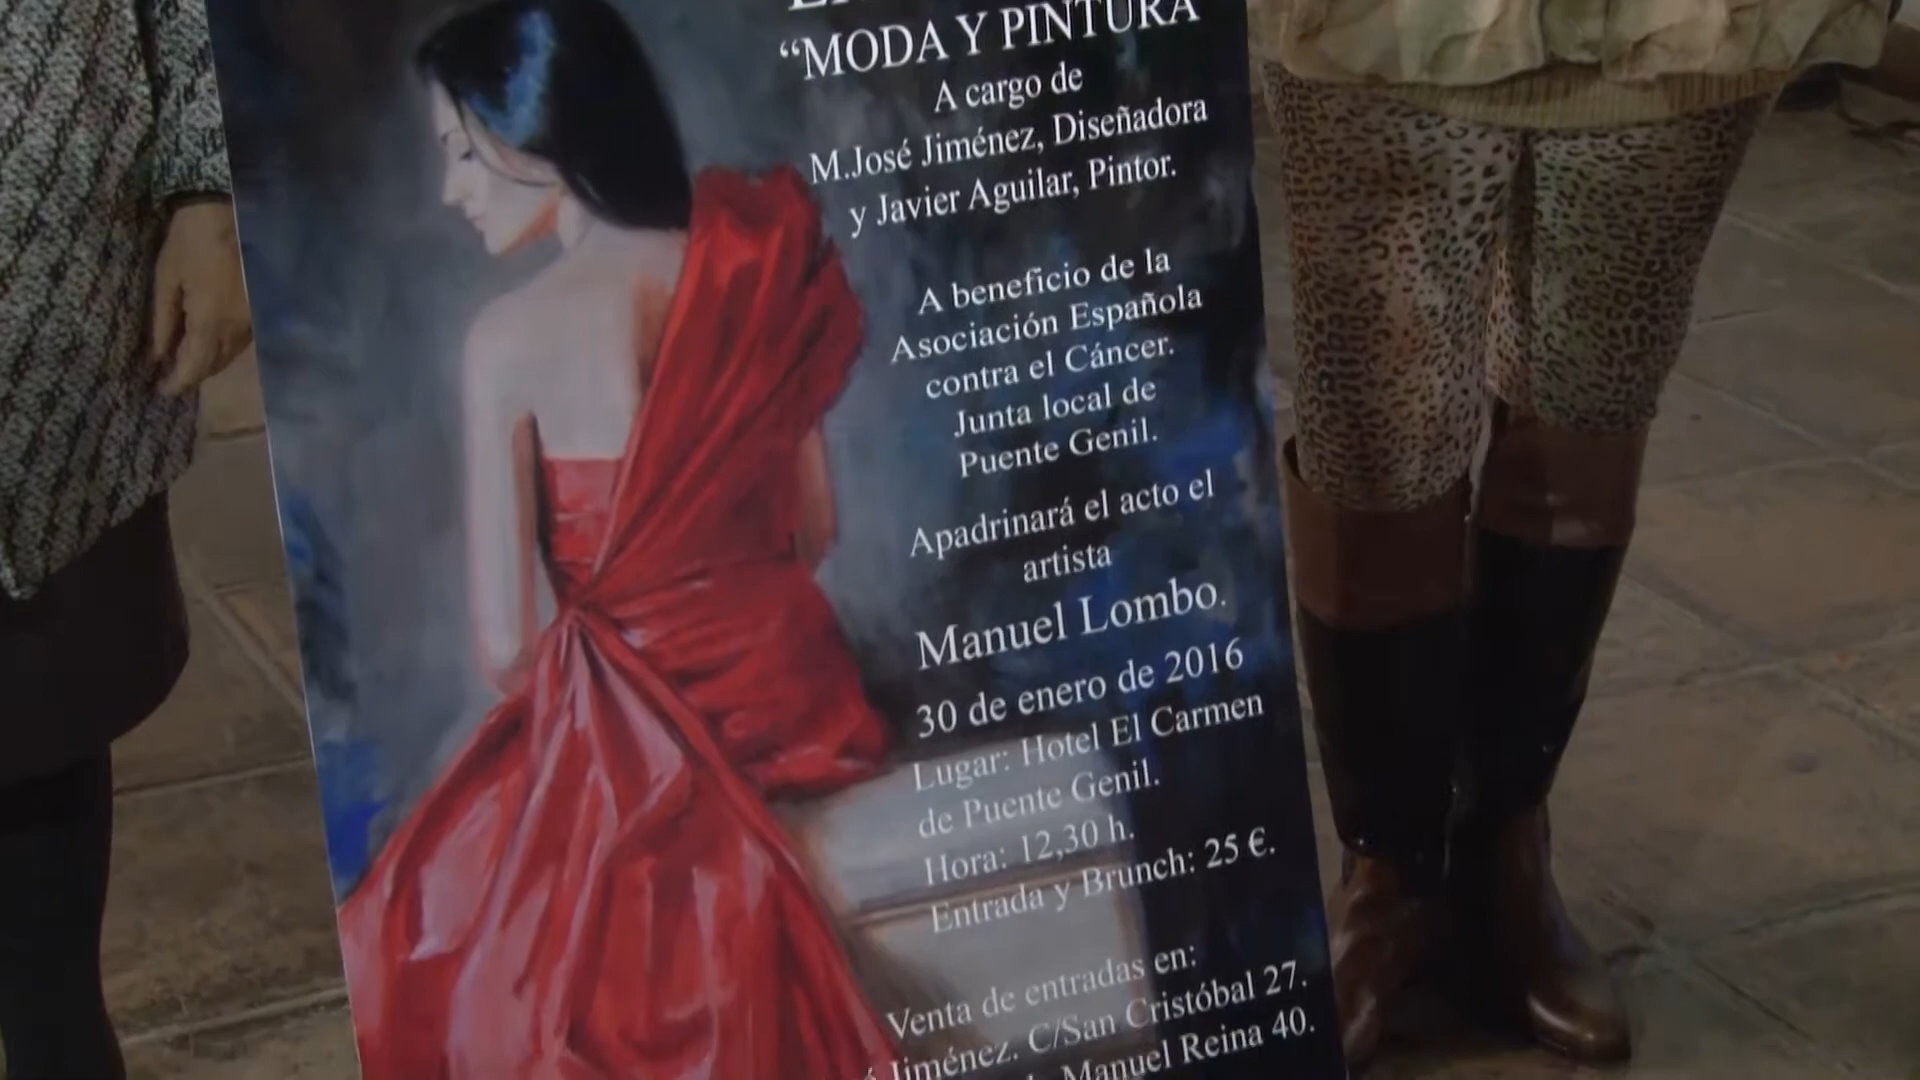 “MODA Y PINTURA
A cargo de
M.José Jiménez, Diseñadora
y Javier Aguilar, Pintor.
A beneficio de la
Asociación Española
contra el Cáncer.
Junta local de
Puente Genil.
Apadrinará el acto el
artista
Manuel Lombo.
30 de enero de 2016
Lugar: Hotel El Carmen
de Puente Genil.
Hora: 12,30 h.
Entrada y Brunch: 25 €.
Venta de entradas en:
Jiménez. C/San Cristóbal 27.
Manuel Reina 40.